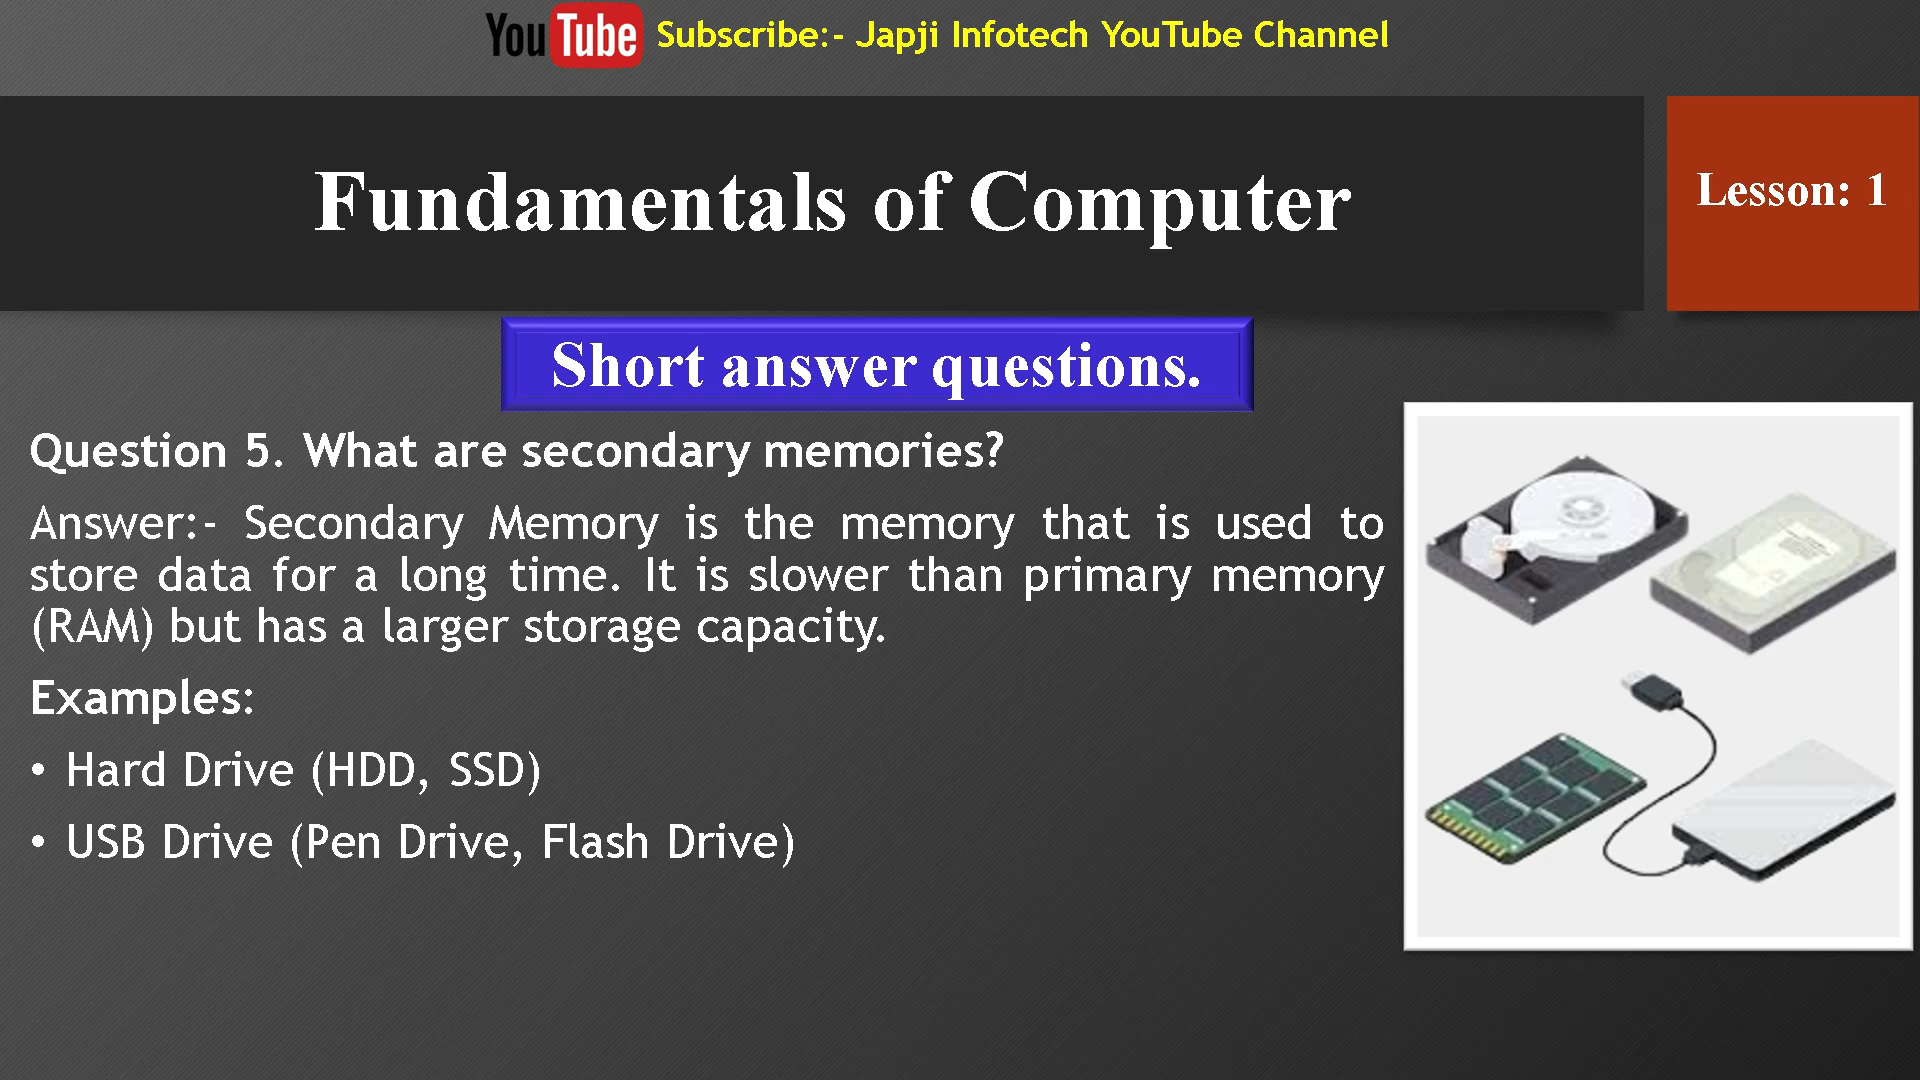 YouTube Subscribe:- Japji Infotech YouTube Channel
Fundamentals of Computer
Lesson: 1
Short answer questions.
Question 5. What are secondary memories?
Answer:- Secondary Memory is the memory that is used to
store data for a long time. It is slower than primary memory
(RAM) but has a larger storage capacity.
Examples:
• Hard Drive (HDD, SSD)
• USB Drive (Pen Drive, Flash Drive)